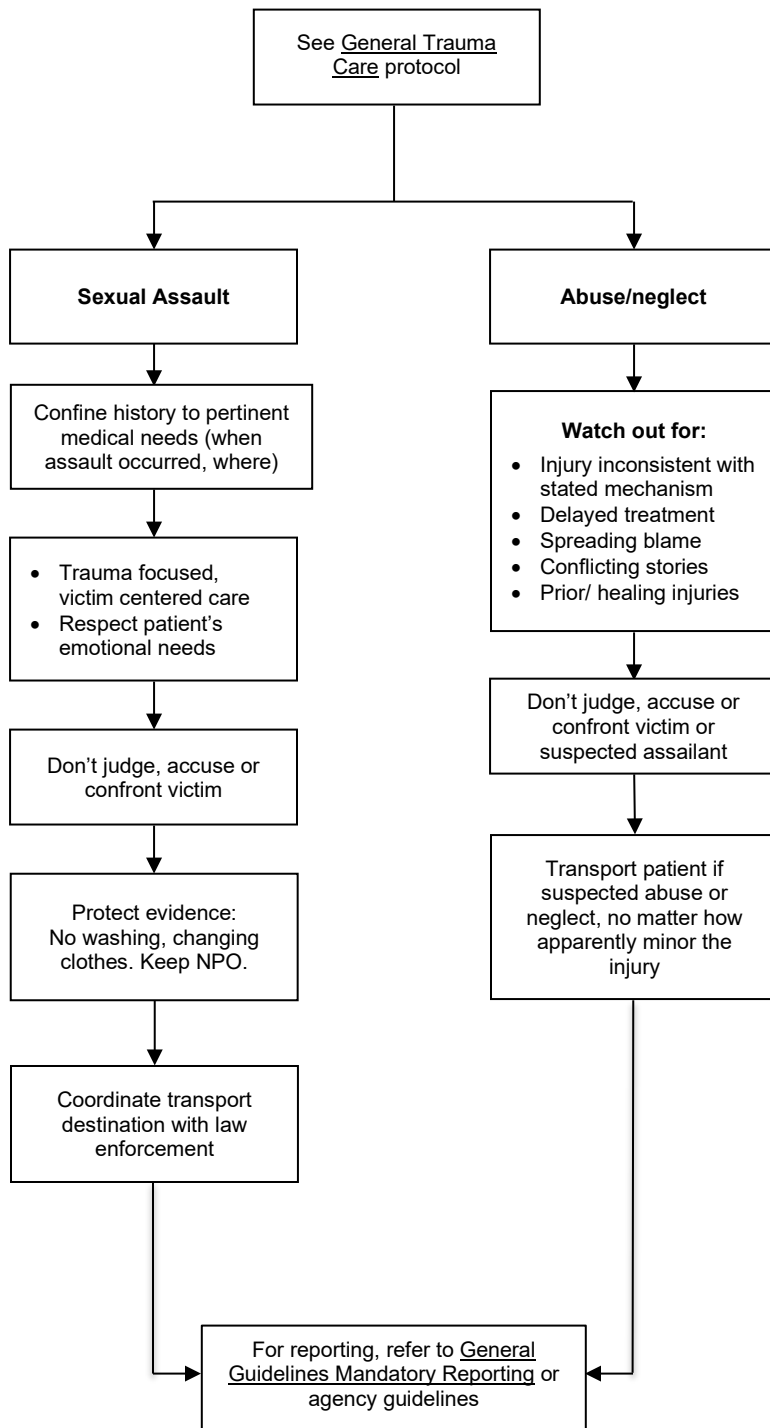 See General Trauma
Care protocol
Sexual Assault
Confine history to pertinent
medical needs (when
assault occurred, where)
• Trauma focused,
victim centered care
• Respect patient’s
emotional needs
Don’t judge, accuse or
confront victim
Protect evidence:
No washing, changing
clothes. Keep NPO.
Coordinate transport
destination with law
enforcement
Abuse/neglect
Watch out for:
• Injury inconsistent with
stated mechanism
• Delayed treatment
• Spreading blame
• Conflicting stories
• Prior/ healing injuries
Don’t judge, accuse or
confront victim or
suspected assailant
Transport patient if
suspected abuse or
neglect, no matter how
apparently minor the
injury
For reporting, refer to General
Guidelines Mandatory Reporting or
agency guidelines